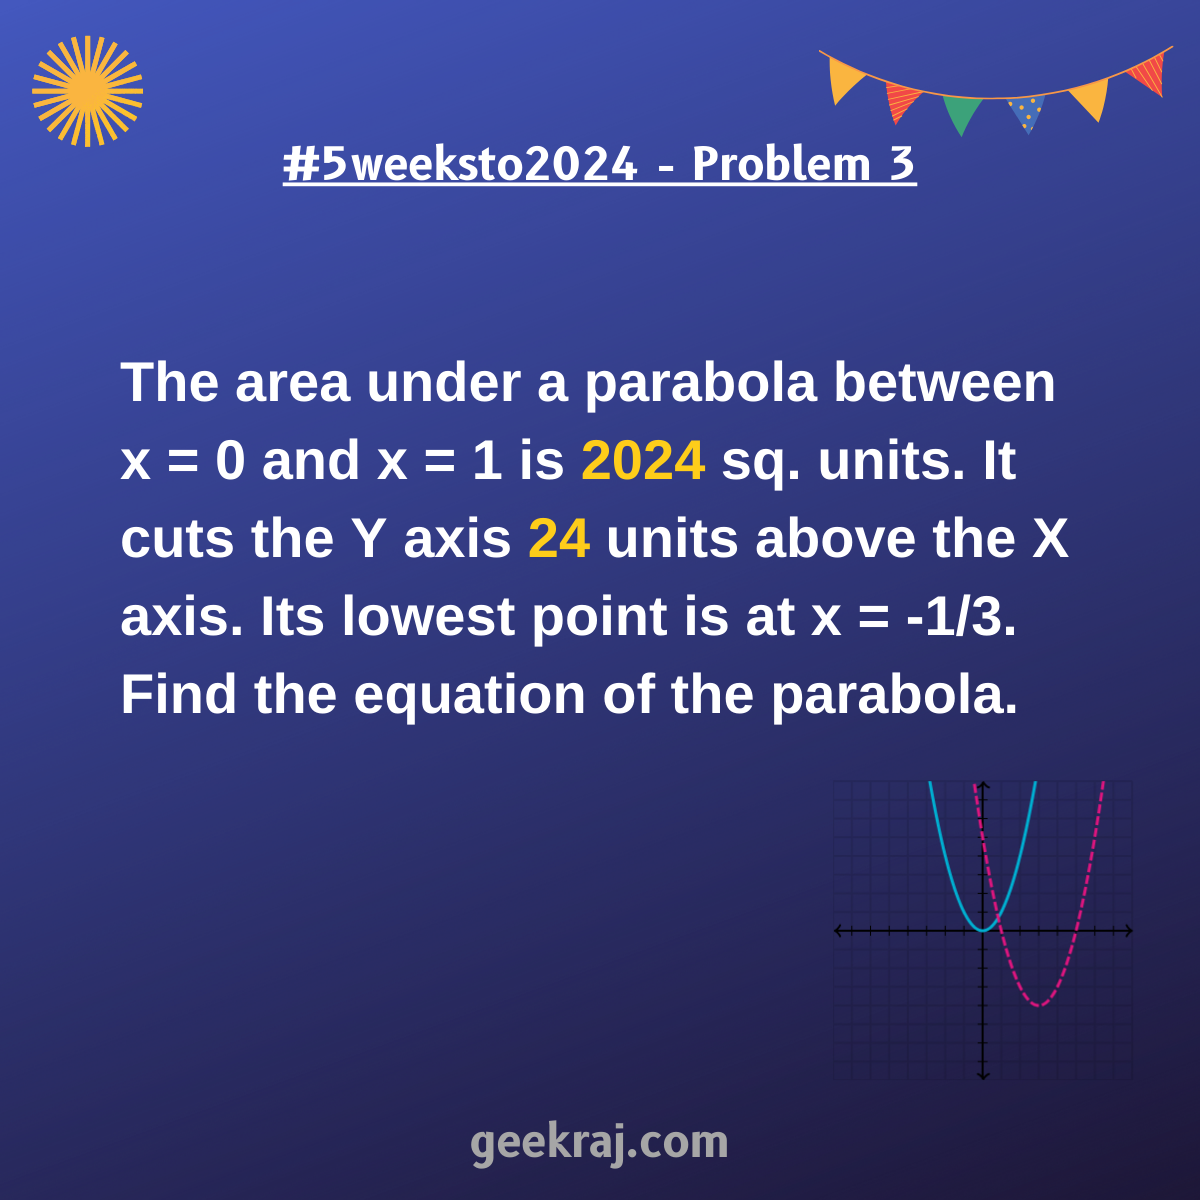 #5weeksto2024 - Problem 3
The area under a parabola between
x = 0 and x = 1 is 2024 sq. units. It
cuts the Y axis 24 units above the X
axis. Its lowest point is at x = -1/3.
Find the equation of the parabola.
geekraj.com